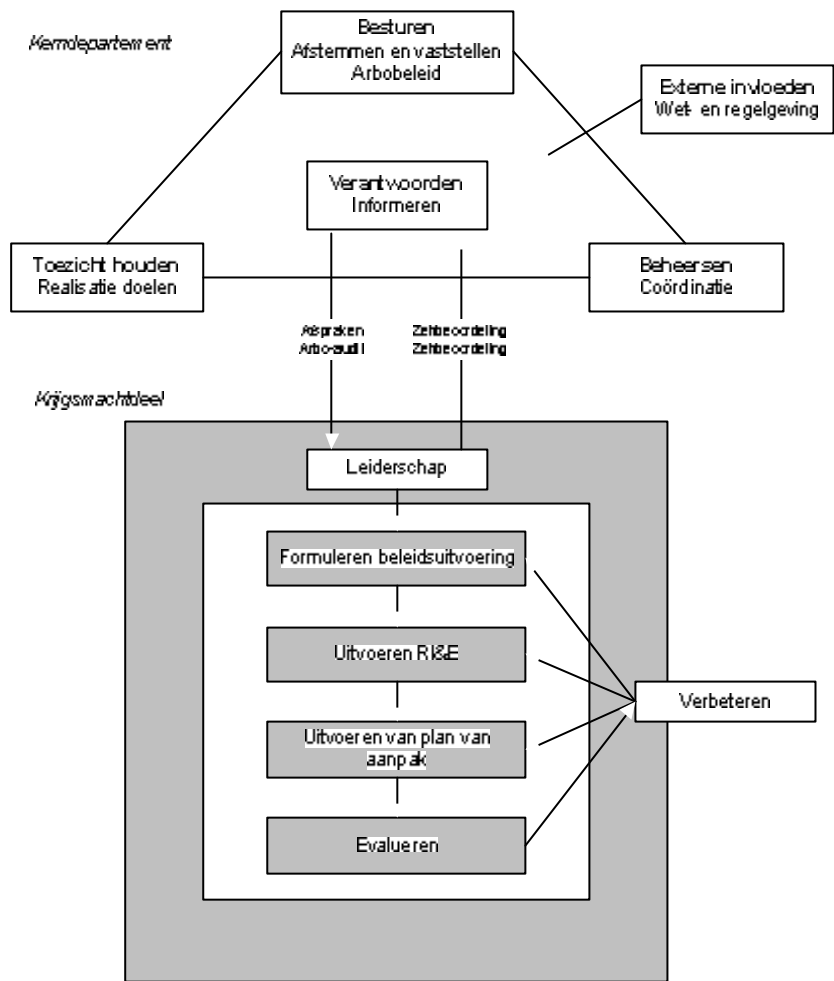 Kerndepartement
Besturen
Afstemmen en vaststellen
Arbobeleid
Externe invloeden
Wet- en regelgeving
Verantwoorden
Informeren
Toezicht houden
Realisatie doelen
Beheersen
Coördinatie
Afspraken
Arbo-audit
Zelfbeoordeling
Zelfbeoordeling
Krijgsmachtdeel
Leiderschap
Formuleren beleidsuitvoering
Uitvoeren RI&E
Uitvoeren van plan van
aanpak
Evalueren
Verbeteren